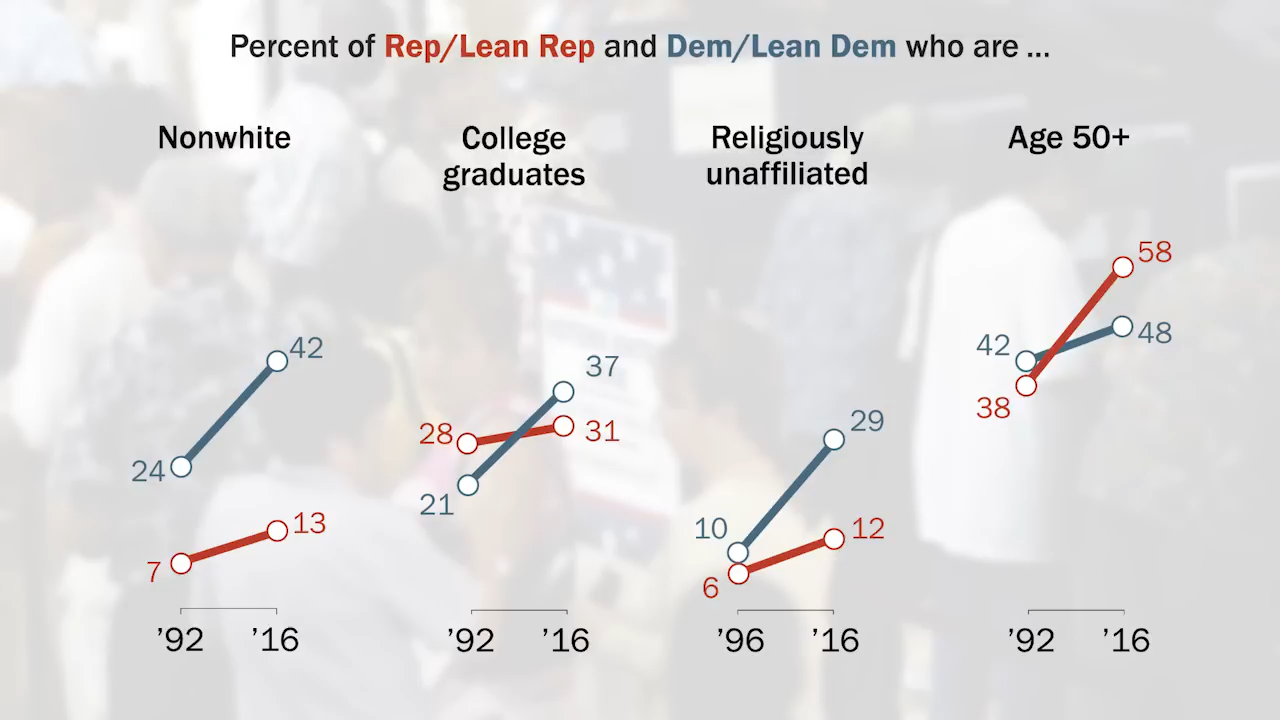 Percent of Rep/Lean Rep and Dem/Lean Dem who are ...
Nonwhite
42
24
13
7
’92 ’16
College
graduates
37
28
31
21
’92 ’16
Religiously
unaffiliated
29
10
12
6
’96 ’16
Age 50+
58
42
48
38
’92 ’16